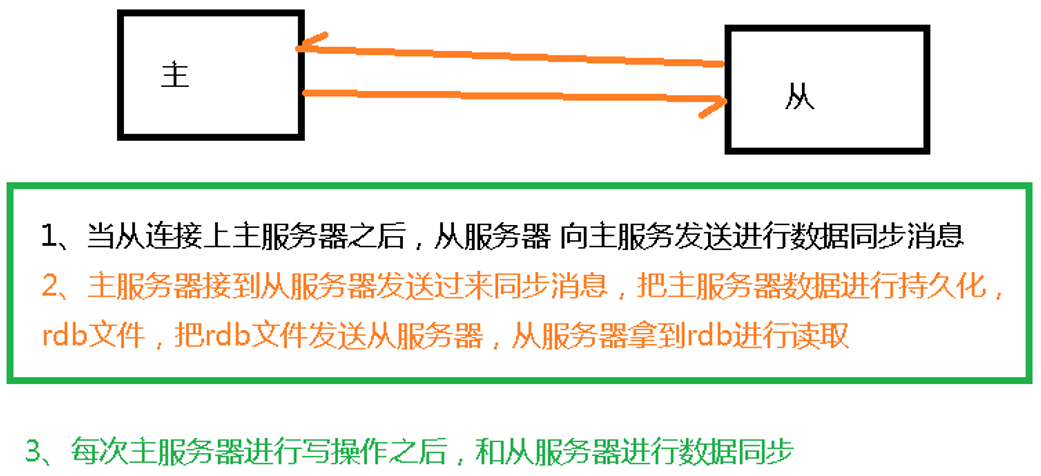 主
从
1、当从连接上主服务器之后，从服务器 向主服务发送进行数据同步消息
2、主服务器接到从服务器发送过来同步消息，把主服务器数据进行持久化，
rdb文件，把rdb文件发送从服务器，从服务器拿到rdb进行读取
3、每次主服务器进行写操作之后，和从服务器进行数据同步